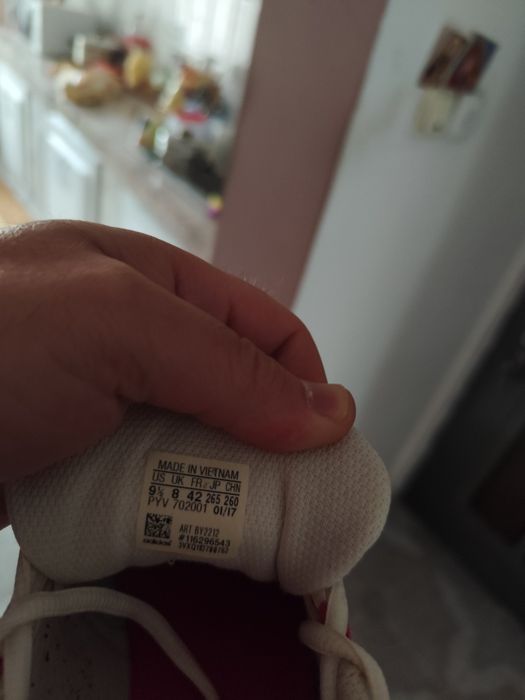 MADE IN VIETNAM
US UK FR JP CHN
9½ 8 42 265 260
PYV 702001 01/17
ART BY2212
#116296543
adidas